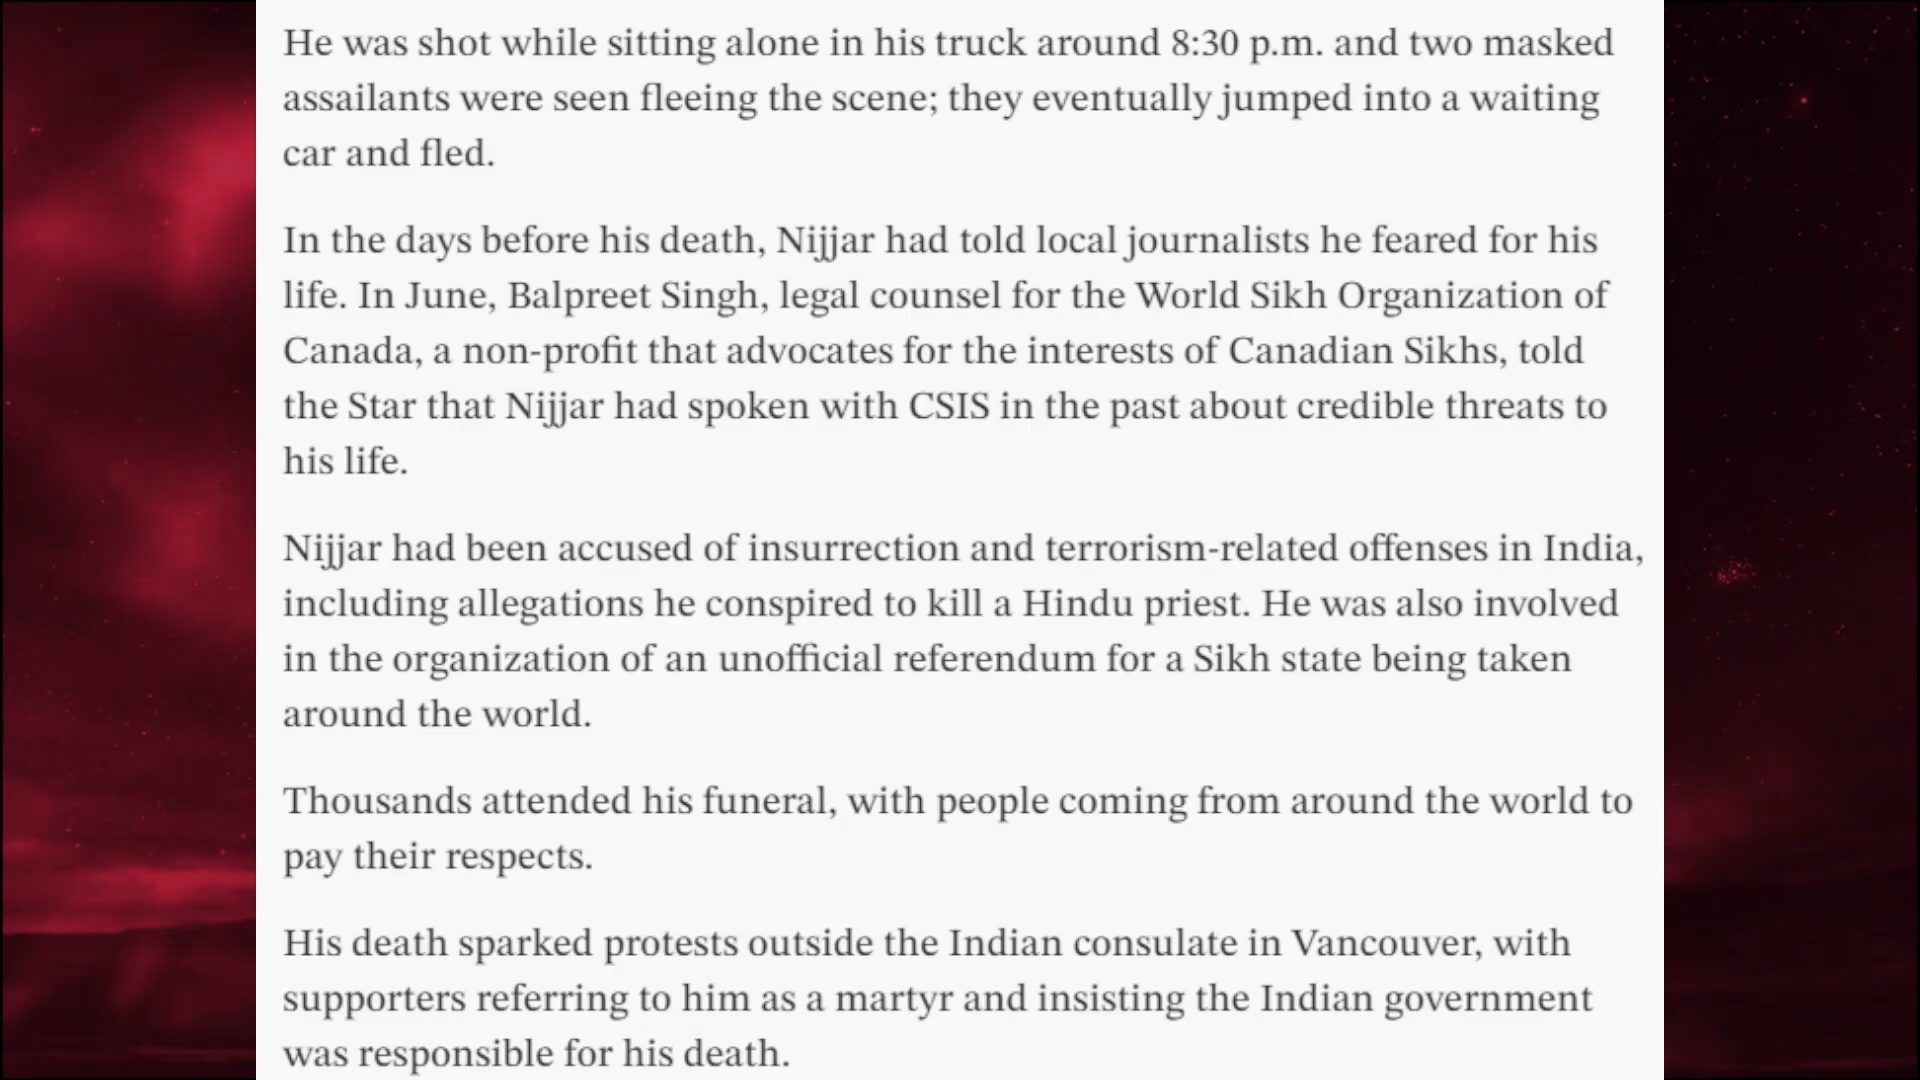 He was shot while sitting alone in his truck around 8:30 p.m. and two masked
assailants were seen fleeing the scene; they eventually jumped into a waiting
car and fled.
In the days before his death, Nijjar had told local journalists he feared for his
life. In June, Balpreet Singh, legal counsel for the World Sikh Organization of
Canada, a non-profit that advocates for the interests of Canadian Sikhs, told
the Star that Nijjar had spoken with CSIS in the past about credible threats to
his life.
Nijjar had been accused of insurrection and terrorism-related offenses in India,
including allegations he conspired to kill a Hindu priest. He was also involved
in the organization of an unofficial referendum for a Sikh state being taken
around the world.
Thousands attended his funeral, with people coming from around the world to
pay their respects.
His death sparked protests outside the Indian consulate in Vancouver, with
supporters referring to him as a martyr and insisting the Indian government
was responsible for his death.